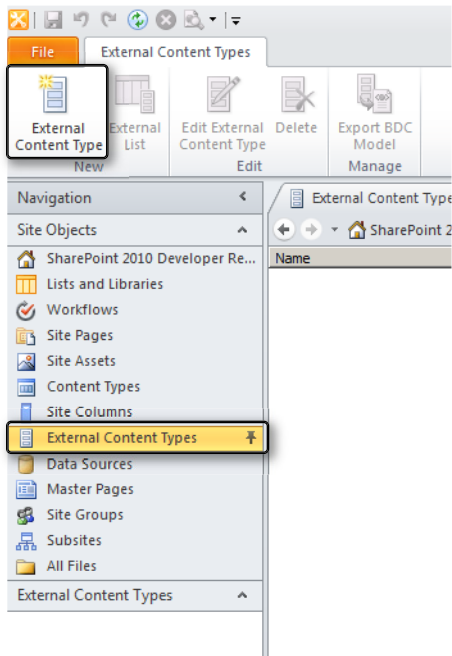 File External Content Types
External Content Type External List Edit External Content Type Delete Export BDC Model
New Edit Manage
Navigation
Site Objects
SharePoint 2010 Developer Re...
Lists and Libraries
Workflows
Site Pages
Site Assets
Content Types
Site Columns
External Content Types
Data Sources
Master Pages
Site Groups
Subsites
All Files
External Content Types
External Content Type
SharePoint 2
Name